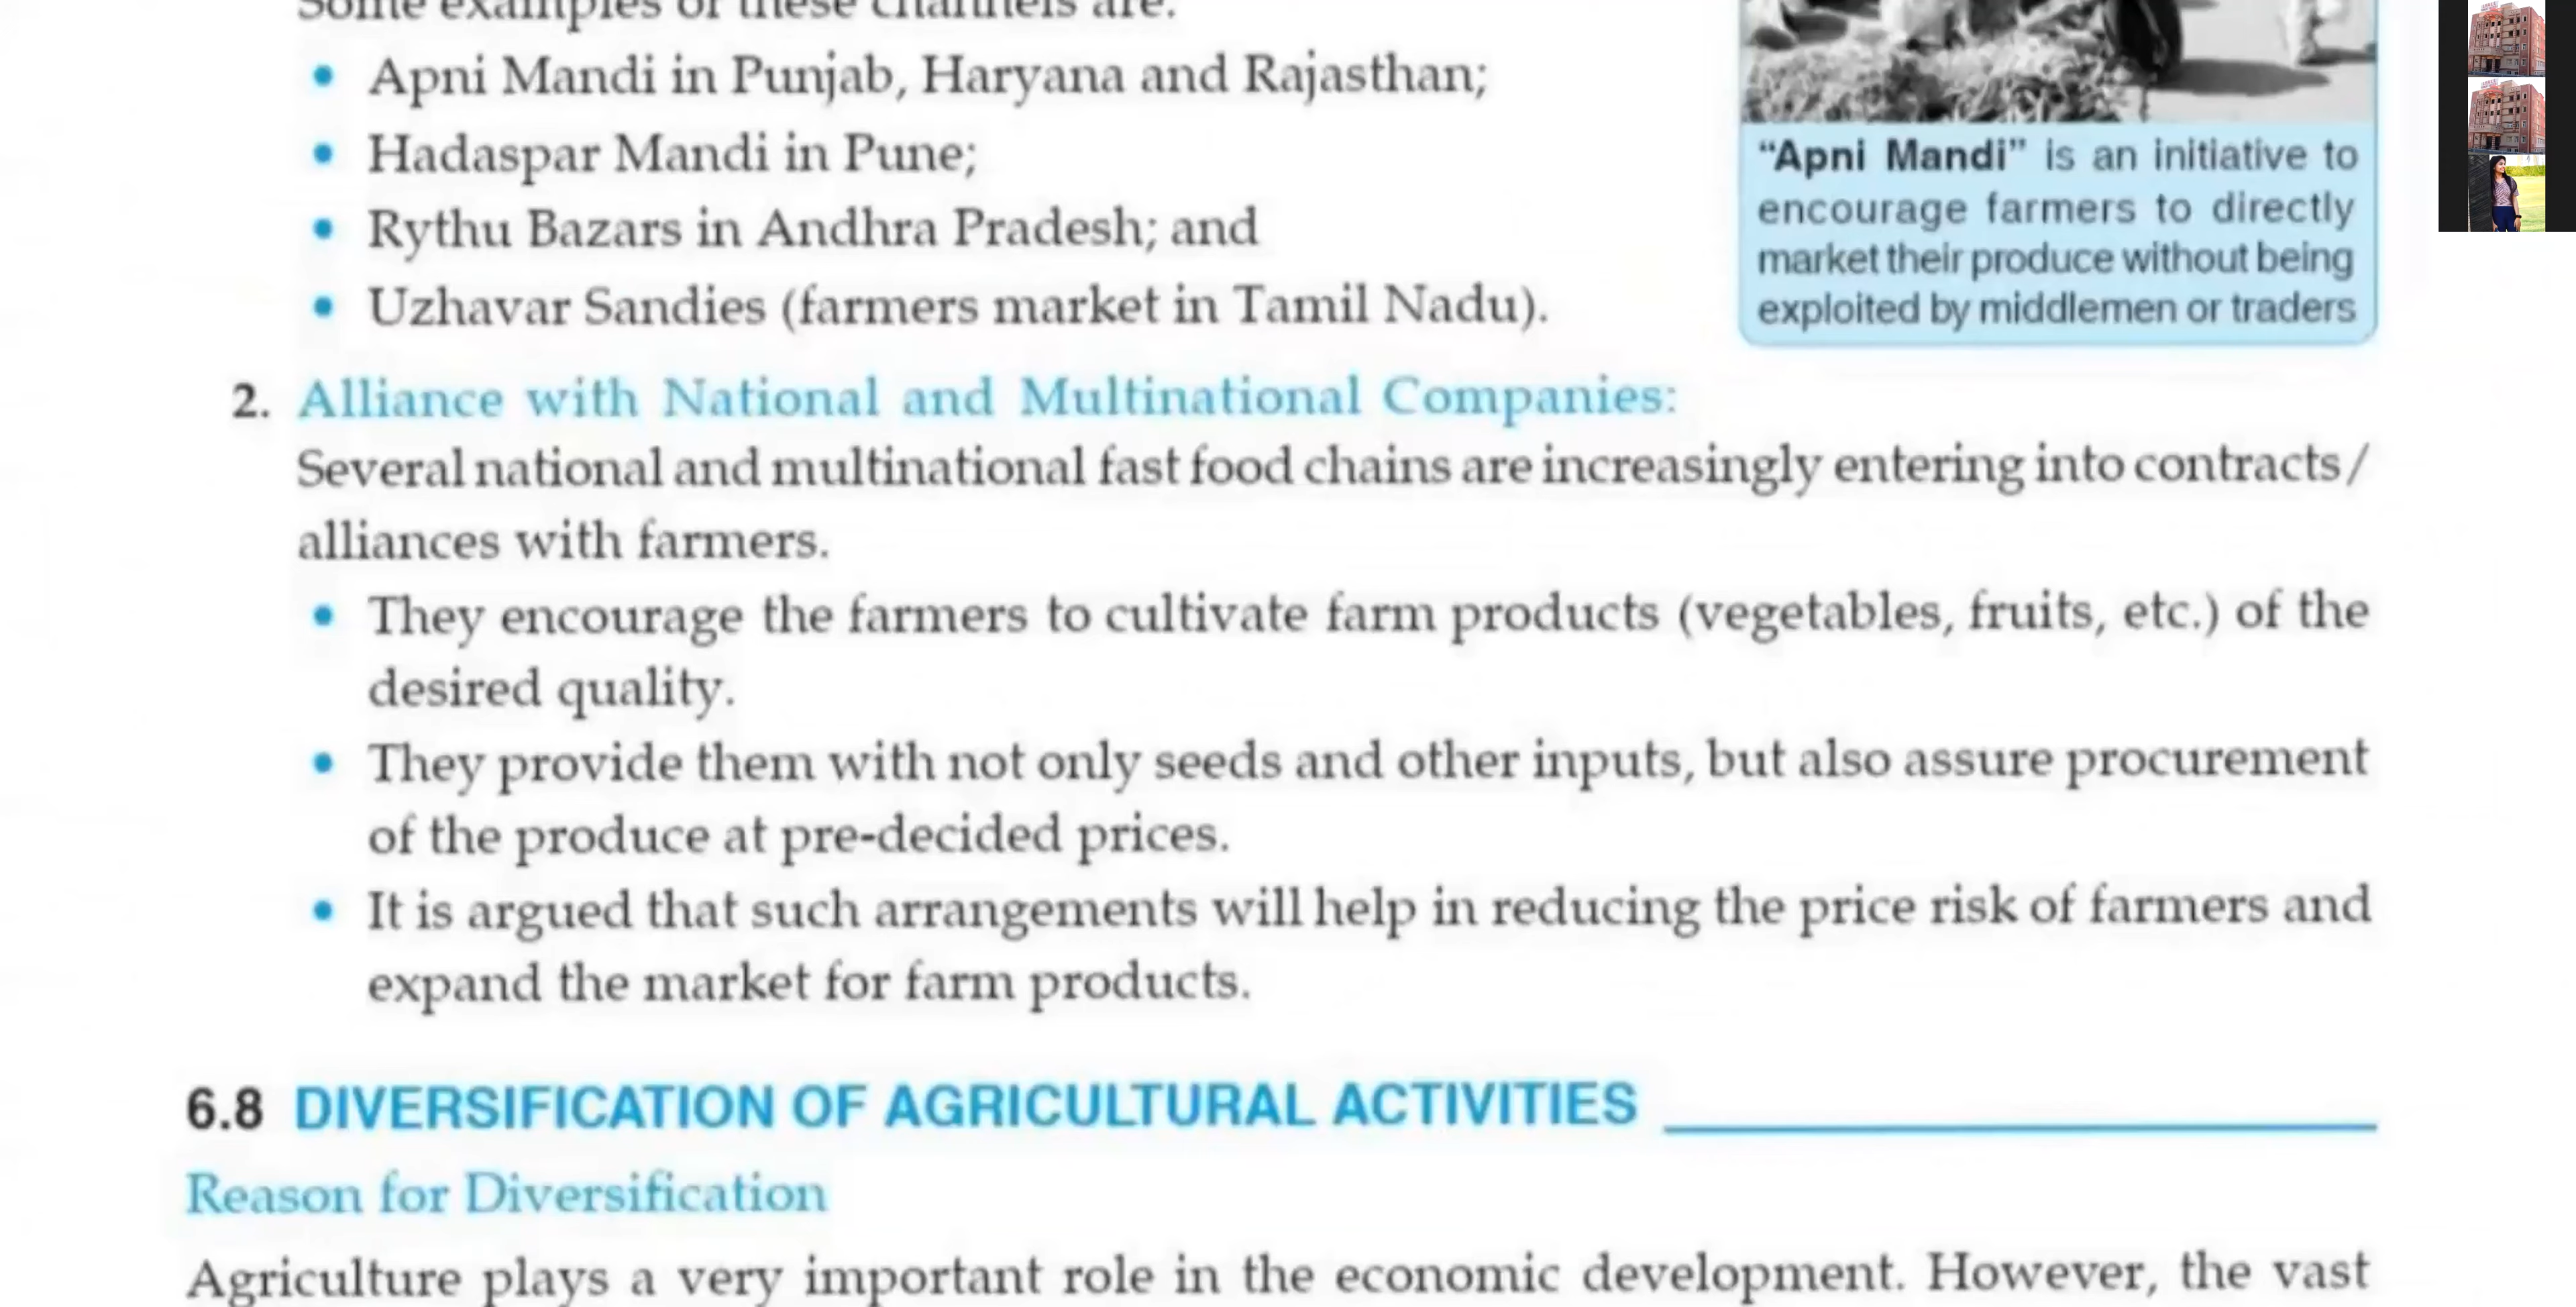 Some examples of these channels are:
• Apni Mandi in Punjab, Haryana and Rajasthan;
• Hadaspar Mandi in Pune;
• Rythu Bazars in Andhra Pradesh; and
• Uzhavar Sandies (farmers market in Tamil Nadu).
“Apni Mandi” is an initiative to
encourage farmers to directly
market their produce without being
exploited by middlemen or traders
2. Alliance with National and Multinational Companies:
Several national and multinational fast food chains are increasingly entering into contracts/
alliances with farmers.
• They encourage the farmers to cultivate farm products (vegetables, fruits, etc.) of the
desired quality.
• They provide them with not only seeds and other inputs, but also assure procurement
of the produce at pre-decided prices.
• It is argued that such arrangements will help in reducing the price risk of farmers and
expand the market for farm products.
6.8 DIVERSIFICATION OF AGRICULTURAL ACTIVITIES
Reason for Diversification
Agriculture plays a very important role in the economic development. However, the vast